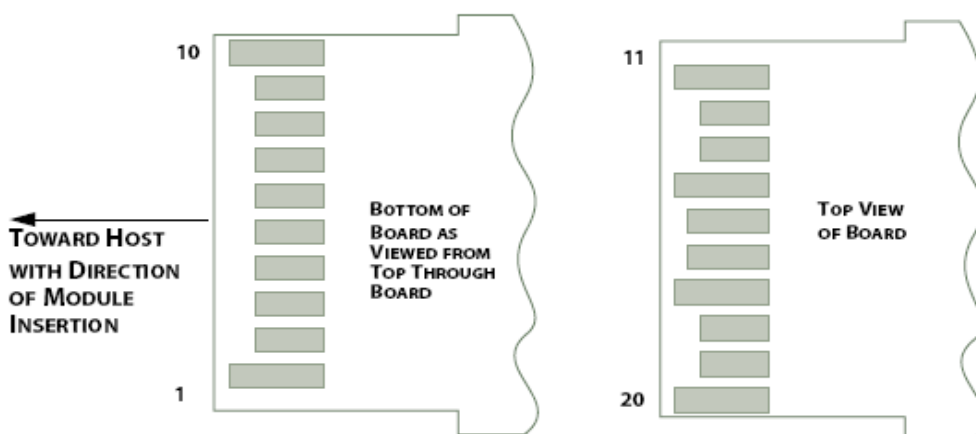 10
BOTTOM OF
BOARD AS
VIEWED FROM
TOP THROUGH
BOARD
TOWARD HOST
WITH DIRECTION
OF MODULE
INSERTION
1
11
TOP VIEW
OF BOARD
20